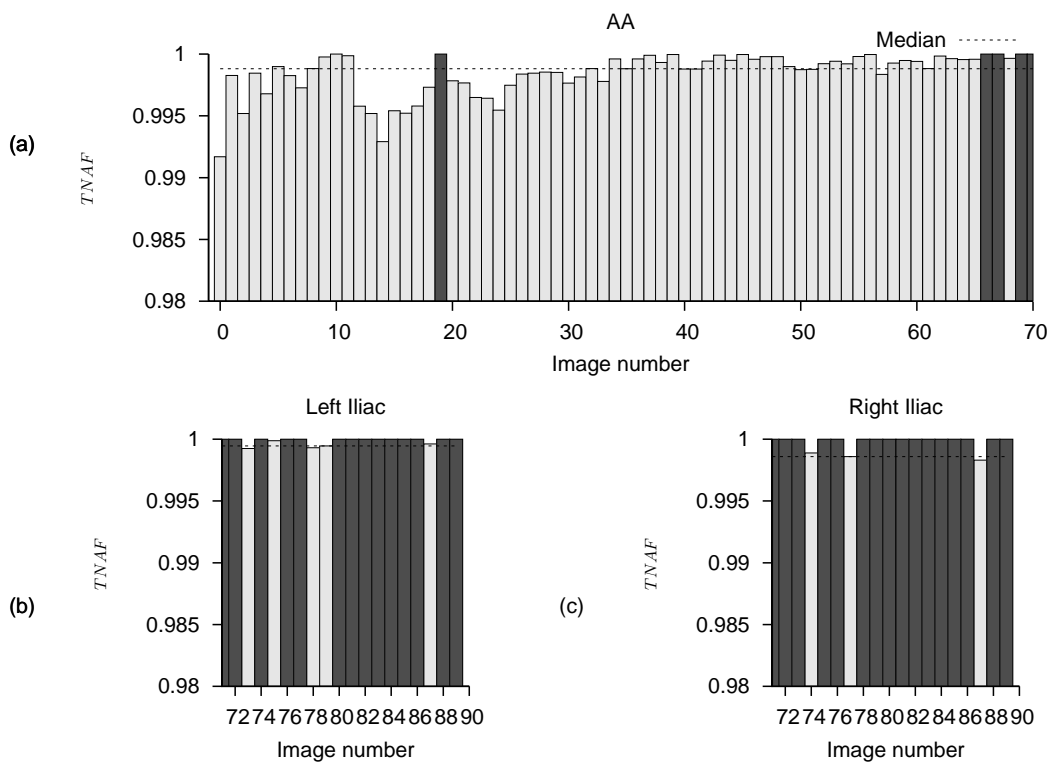 AA
Median
1
0.995
0.99
0.985
0.98
(a)
TNAF
0 10 20 30 40 50 60 70
Image number
Left Iliac
1
0.995
0.99
0.985
0.98
(b)
TNAF
72 74 76 78 80 82 84 86 88 90
Image number
Right Iliac
1
0.995
0.99
0.985
0.98
(c)
TNAF
72 74 76 78 80 82 84 86 88 90
Image number